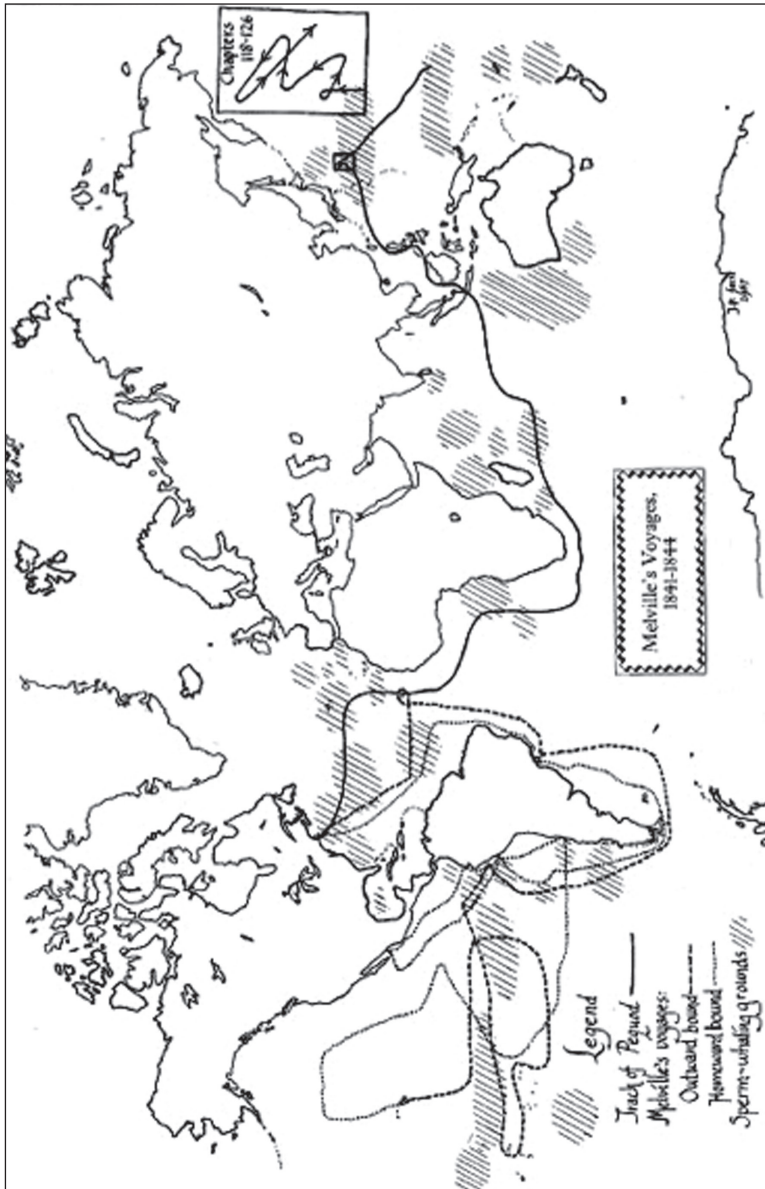 Chapters
118-126
Melville's Voyages,
1841-1844
Legend
Track of Pequod
Melville's voyages:
Outward bound
Homeward bound
Sperm-whaling grounds